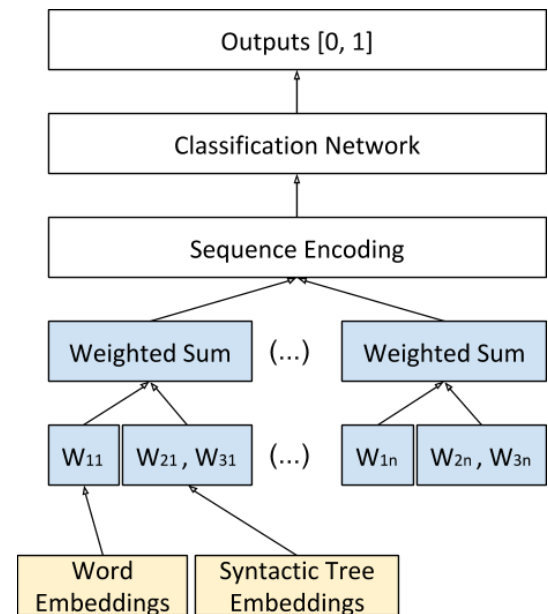 Outputs [0, 1]
Classification Network
Sequence Encoding
Weighted Sum (...) Weighted Sum
W11 W21 , W31 (...) W1n W2n , W3n
Word Embeddings
Syntactic Tree Embeddings